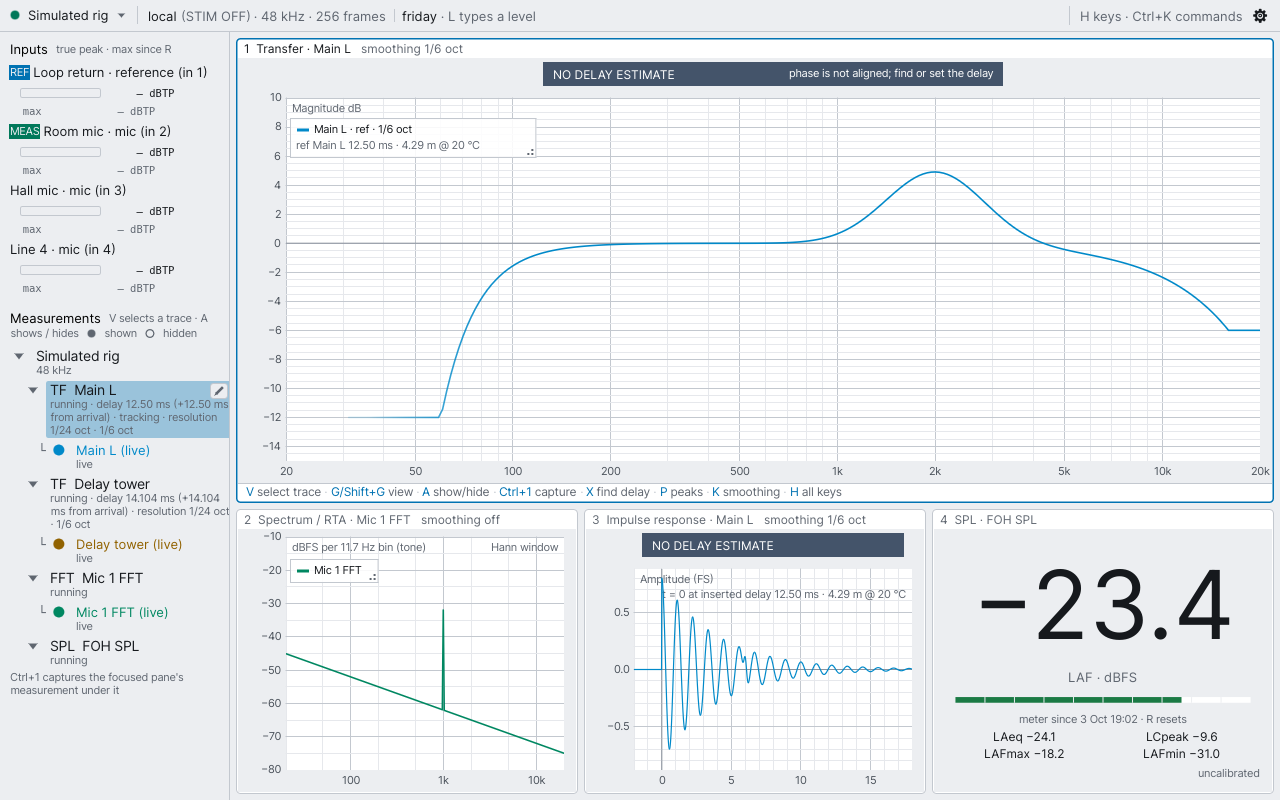 Simulated rig
local (STIM OFF) · 48 kHz · 256 frames
friday · L types a level
H keys · Ctrl+K commands
Inputs true peak · max since R
REF Loop return · reference (in 1)
– dBTP
max – dBTP
MEAS Room mic · mic (in 2)
– dBTP
max – dBTP
Hall mic · mic (in 3)
– dBTP
max – dBTP
Line 4 · mic (in 4)
– dBTP
max – dBTP
Measurements V selects a trace · A
shows / hides shown hidden
Simulated rig
48 kHz
TF Main L
running · delay 12.50 ms (+12.50 ms
from arrival) · tracking · resolution
1/24 oct · 1/6 oct
Main L (live)
live
TF Delay tower
running · delay 14.104 ms (+14.104
ms from arrival) · resolution 1/24 oct
· 1/6 oct
Delay tower (live)
live
FFT Mic 1 FFT
running
Mic 1 FFT (live)
live
SPL FOH SPL
running
Ctrl+1 captures the focused pane's
measurement under it
1 Transfer · Main L smoothing 1/6 oct
NO DELAY ESTIMATE phase is not aligned; find or set the delay
Magnitude dB
Main L · ref · 1/6 oct
ref Main L 12.50 ms · 4.29 m @ 20 °C
10
8
6
4
2
0
−2
−4
−6
−8
−10
−12
−14
20 50 100 200 500 1k 2k 5k 10k 20k
V select trace · G/Shift+G view · A show/hide · Ctrl+1 capture · X find delay · P peaks · K smoothing · H all keys
2 Spectrum / RTA · Mic 1 FFT smoothing off
dBFS per 11.7 Hz bin (tone) Hann window
Mic 1 FFT
−10
−20
−30
−40
−50
−60
−70
−80
100 1k 10k
3 Impulse response · Main L smoothing 1/6 oct
NO DELAY ESTIMATE
Amplitude (FS)
t = 0 at inserted delay 12.50 ms · 4.29 m @ 20 °C
0.5
0.0
−0.5
0 5 10 15
4 SPL · FOH SPL
−23.4
LAF · dBFS
meter since 3 Oct 19:02 · R resets
LAeq −24.1 LCpeak −9.6
LAFmax −18.2 LAFmin −31.0
uncalibrated